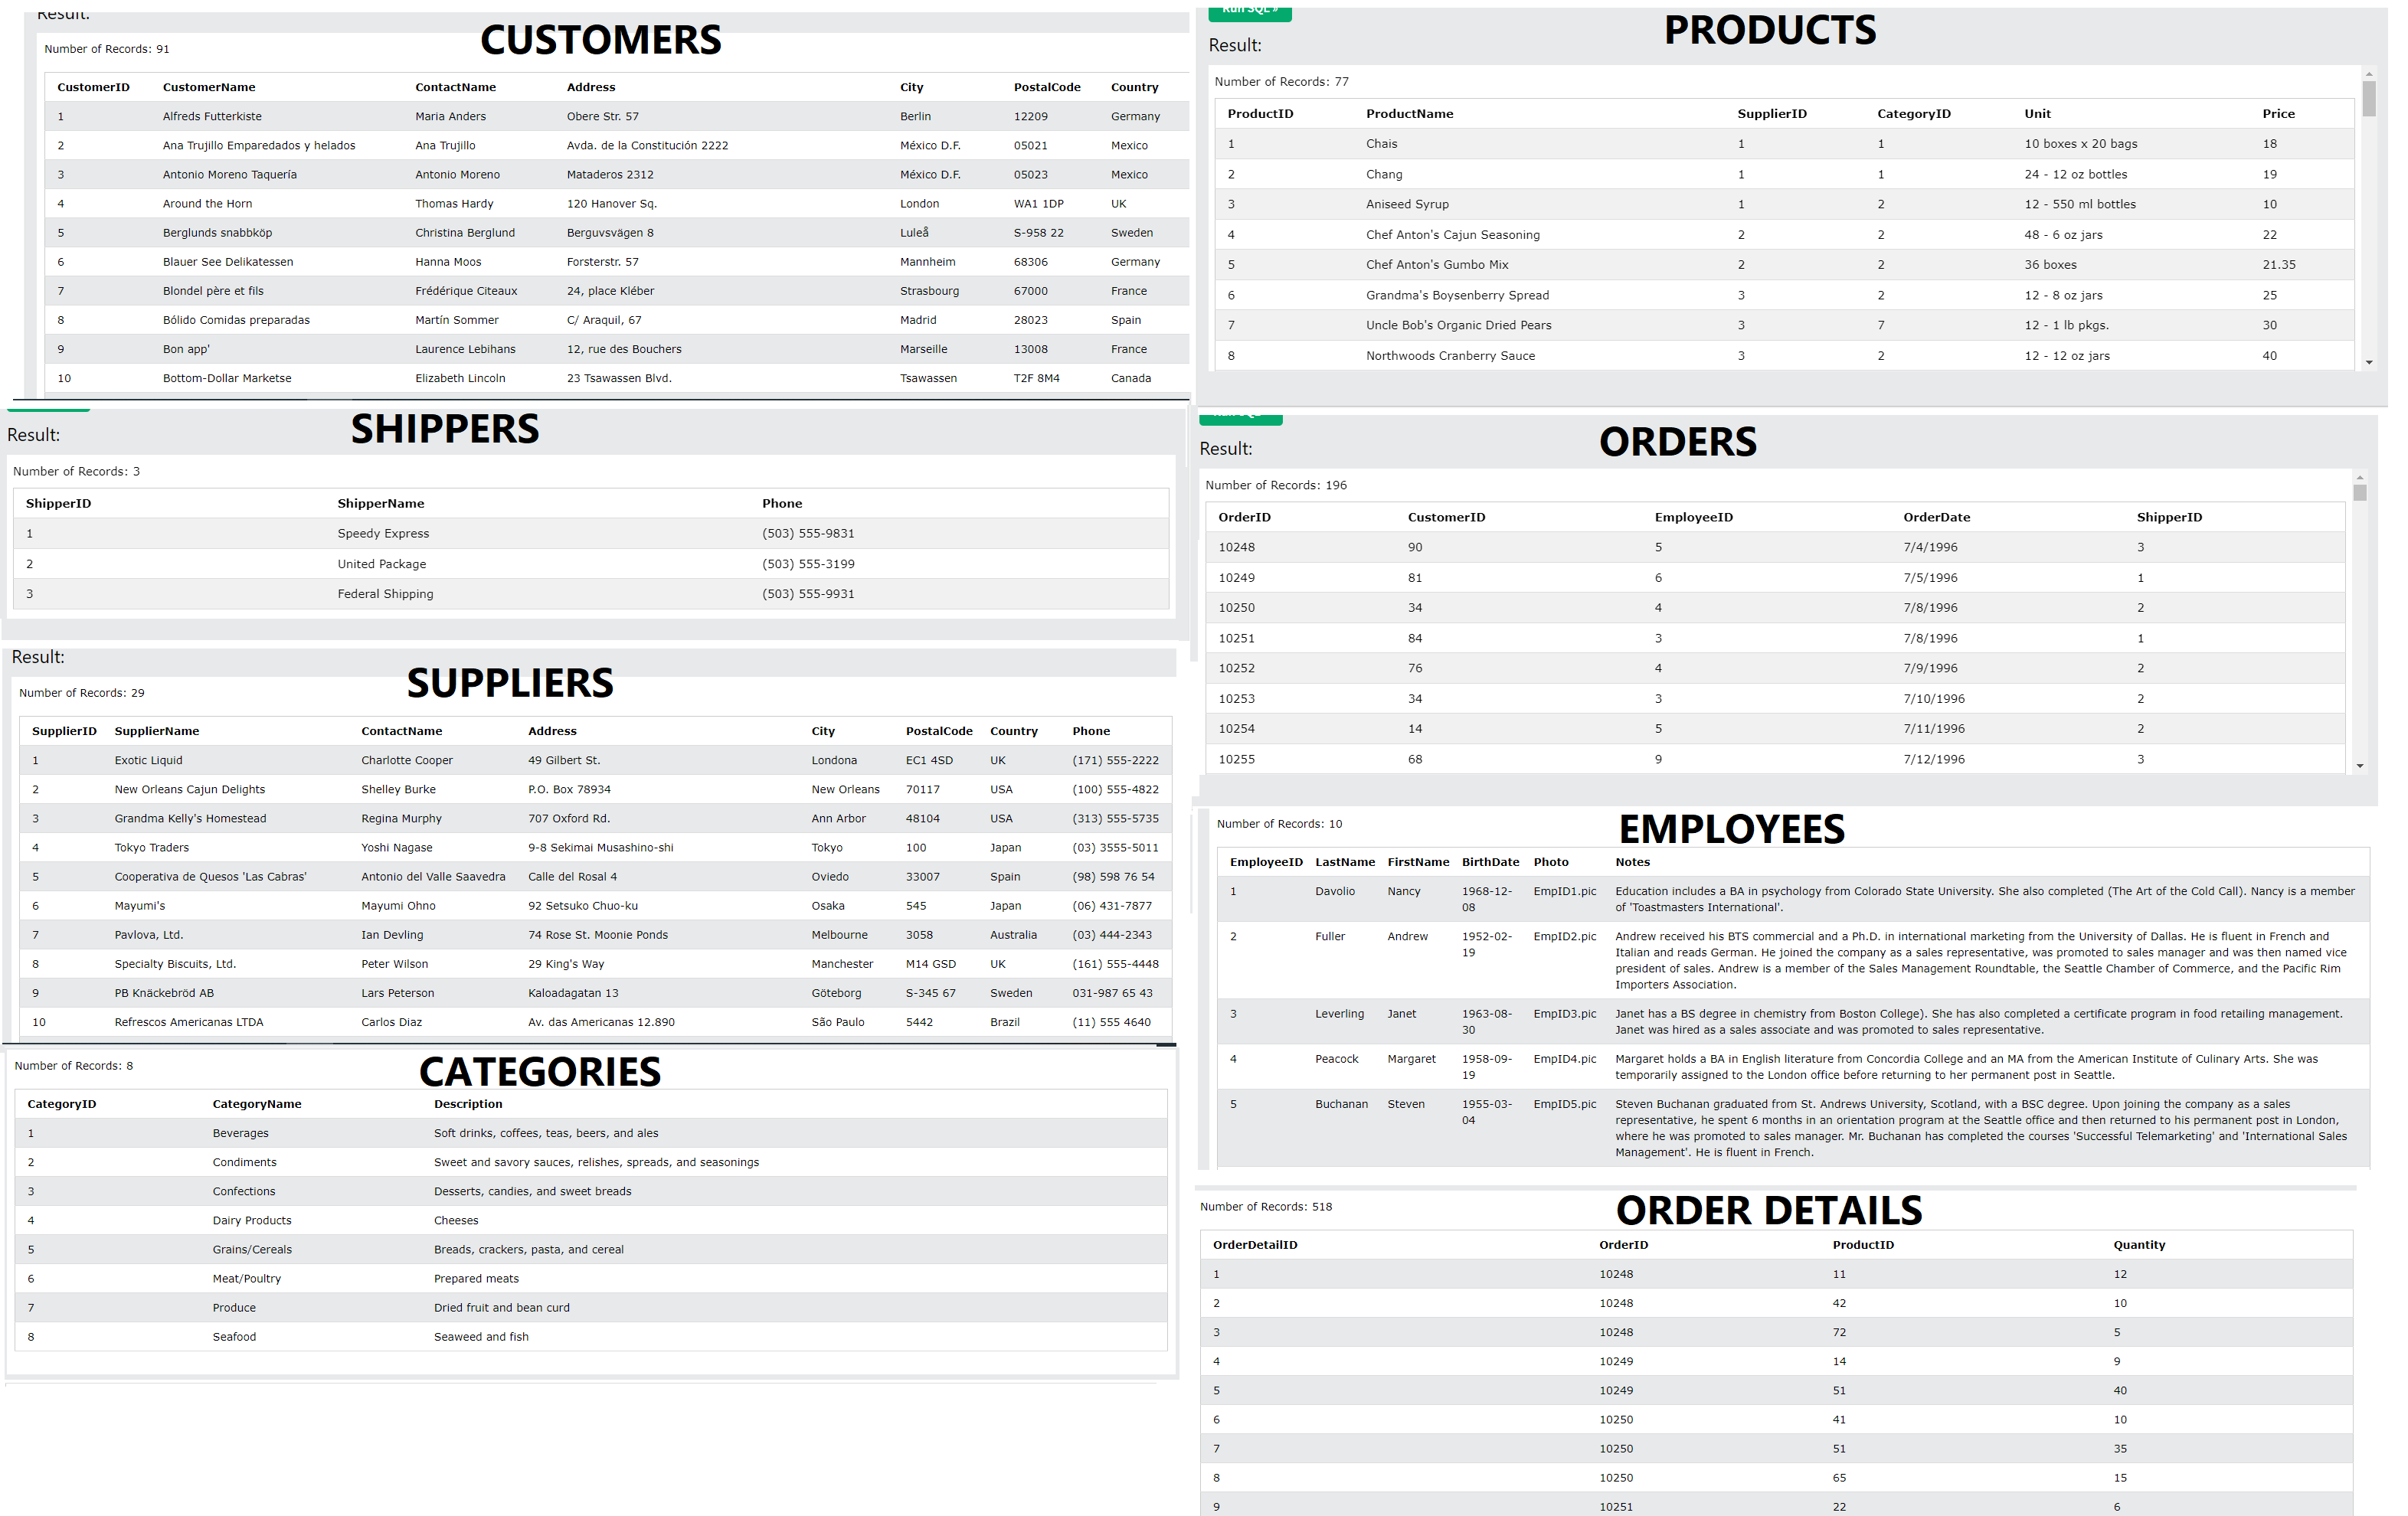 Result:
CUSTOMERS
Number of Records: 91
CustomerID CustomerName ContactName Address City PostalCode Country
1 Alfreds Futterkiste Maria Anders Obere Str. 57 Berlin 12209 Germany
2 Ana Trujillo Emparedados y helados Ana Trujillo Avda. de la Constitución 2222 México D.F. 05021 Mexico
3 Antonio Moreno Taquería Antonio Moreno Mataderos 2312 México D.F. 05023 Mexico
4 Around the Horn Thomas Hardy 120 Hanover Sq. London WA1 1DP UK
5 Berglunds snabbköp Christina Berglund Berguvsvägen 8 Luleå S-958 22 Sweden
6 Blauer See Delikatessen Hanna Moos Forsterstr. 57 Mannheim 68306 Germany
7 Blondel père et fils Frédérique Citeaux 24, place Kléber Strasbourg 67000 France
8 Bólido Comidas preparadas Martín Sommer C/ Araquil, 67 Madrid 28023 Spain
9 Bon app' Laurence Lebihans 12, rue des Bouchers Marseille 13008 France
10 Bottom-Dollar Marketse Elizabeth Lincoln 23 Tsawassen Blvd. Tsawassen T2F 8M4 Canada
SHIPPERS
Result:
Number of Records: 3
ShipperID ShipperName Phone
1 Speedy Express (503) 555-9831
2 United Package (503) 555-3199
3 Federal Shipping (503) 555-9931
Result:
SUPPLIERS
Number of Records: 29
SupplierID SupplierName ContactName Address City PostalCode Country Phone
1 Exotic Liquid Charlotte Cooper 49 Gilbert St. Londona EC1 4SD UK (171) 555-2222
2 New Orleans Cajun Delights Shelley Burke P.O. Box 78934 New Orleans 70117 USA (100) 555-4822
3 Grandma Kelly's Homestead Regina Murphy 707 Oxford Rd. Ann Arbor 48104 USA (313) 555-5735
4 Tokyo Traders Yoshi Nagase 9-8 Sekimai Musashino-shi Tokyo 100 Japan (03) 3555-5011
5 Cooperativa de Quesos 'Las Cabras' Antonio del Valle Saavedra Calle del Rosal 4 Oviedo 33007 Spain (98) 598 76 54
6 Mayumi's Mayumi Ohno 92 Setsuko Chuo-ku Osaka 545 Japan (06) 431-7877
7 Pavlova, Ltd. Ian Devling 74 Rose St. Moonie Ponds Melbourne 3058 Australia (03) 444-2343
8 Specialty Biscuits, Ltd. Peter Wilson 29 King's Way Manchester M14 GSD UK (161) 555-4448
9 PB Knäckebröd AB Lars Peterson Kaloadagatan 13 Göteborg S-345 67 Sweden 031-987 65 43
10 Refrescos Americanas LTDA Carlos Diaz Av. das Americanas 12.890 São Paulo 5442 Brazil (11) 555 4640
CATEGORIES
Number of Records: 8
CategoryID CategoryName Description
1 Beverages Soft drinks, coffees, teas, beers, and ales
2 Condiments Sweet and savory sauces, relishes, spreads, and seasonings
3 Confections Desserts, candies, and sweet breads
4 Dairy Products Cheeses
5 Grains/Cereals Breads, crackers, pasta, and cereal
6 Meat/Poultry Prepared meats
7 Produce Dried fruit and bean curd
8 Seafood Seaweed and fish
Run SQL »
PRODUCTS
Result:
Number of Records: 77
ProductID ProductName SupplierID CategoryID Unit Price
1 Chais 1 1 10 boxes x 20 bags 18
2 Chang 1 1 24 - 12 oz bottles 19
3 Aniseed Syrup 1 2 12 - 550 ml bottles 10
4 Chef Anton's Cajun Seasoning 2 2 48 - 6 oz jars 22
5 Chef Anton's Gumbo Mix 2 2 36 boxes 21.35
6 Grandma's Boysenberry Spread 3 2 12 - 8 oz jars 25
7 Uncle Bob's Organic Dried Pears 3 7 12 - 1 lb pkgs. 30
8 Northwoods Cranberry Sauce 3 2 12 - 12 oz jars 40
ORDERS
Result:
Number of Records: 196
OrderID CustomerID EmployeeID OrderDate ShipperID
10248 90 5 7/4/1996 3
10249 81 6 7/5/1996 1
10250 34 4 7/8/1996 2
10251 84 3 7/8/1996 1
10252 76 4 7/9/1996 2
10253 34 3 7/10/1996 2
10254 14 5 7/11/1996 2
10255 68 9 7/12/1996 3
EMPLOYEES
Number of Records: 10
EmployeeID LastName FirstName BirthDate Photo Notes
1 Davolio Nancy 1968-12- EmpID1.pic Education includes a BA in psychology from Colorado State University. She also completed (The Art of the Cold Call). Nancy is a member
08 of 'Toastmasters International'.
2 Fuller Andrew 1952-02- EmpID2.pic Andrew received his BTS commercial and a Ph.D. in international marketing from the University of Dallas. He is fluent in French and
19 Italian and reads German. He joined the company as a sales representative, was promoted to sales manager and was then named vice
president of sales. Andrew is a member of the Sales Management Roundtable, the Seattle Chamber of Commerce, and the Pacific Rim
Importers Association.
3 Leverling Janet 1963-08- EmpID3.pic Janet has a BS degree in chemistry from Boston College). She has also completed a certificate program in food retailing management.
30 Janet was hired as a sales associate and was promoted to sales representative.
4 Peacock Margaret 1958-09- EmpID4.pic Margaret holds a BA in English literature from Concordia College and an MA from the American Institute of Culinary Arts. She was
19 temporarily assigned to the London office before returning to her permanent post in Seattle.
5 Buchanan Steven 1955-03- EmpID5.pic Steven Buchanan graduated from St. Andrews University, Scotland, with a BSC degree. Upon joining the company as a sales
04 representative, he spent 6 months in an orientation program at the Seattle office and then returned to his permanent post in London,
where he was promoted to sales manager. Mr. Buchanan has completed the courses 'Successful Telemarketing' and 'International Sales
Management'. He is fluent in French.
ORDER DETAILS
Number of Records: 518
OrderDetailID OrderID ProductID Quantity
1 10248 11 12
2 10248 42 10
3 10248 72 5
4 10249 14 9
5 10249 51 40
6 10250 41 10
7 10250 51 35
8 10250 65 15
9 10251 22 6